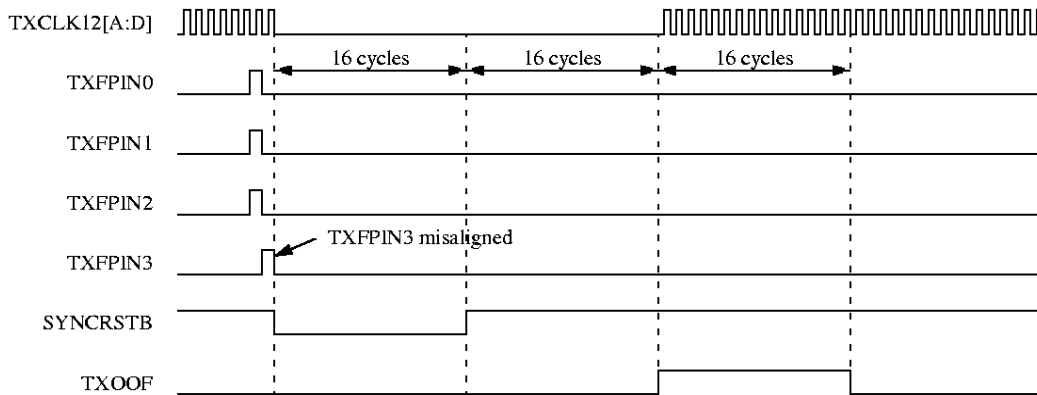 TXCLK12[A:D]
16 cycles 16 cycles 16 cycles
TXFPIN0
TXFPIN1
TXFPIN2
TXFPIN3 misaligned
TXFPIN3
SYNCRSTB
TXOOF